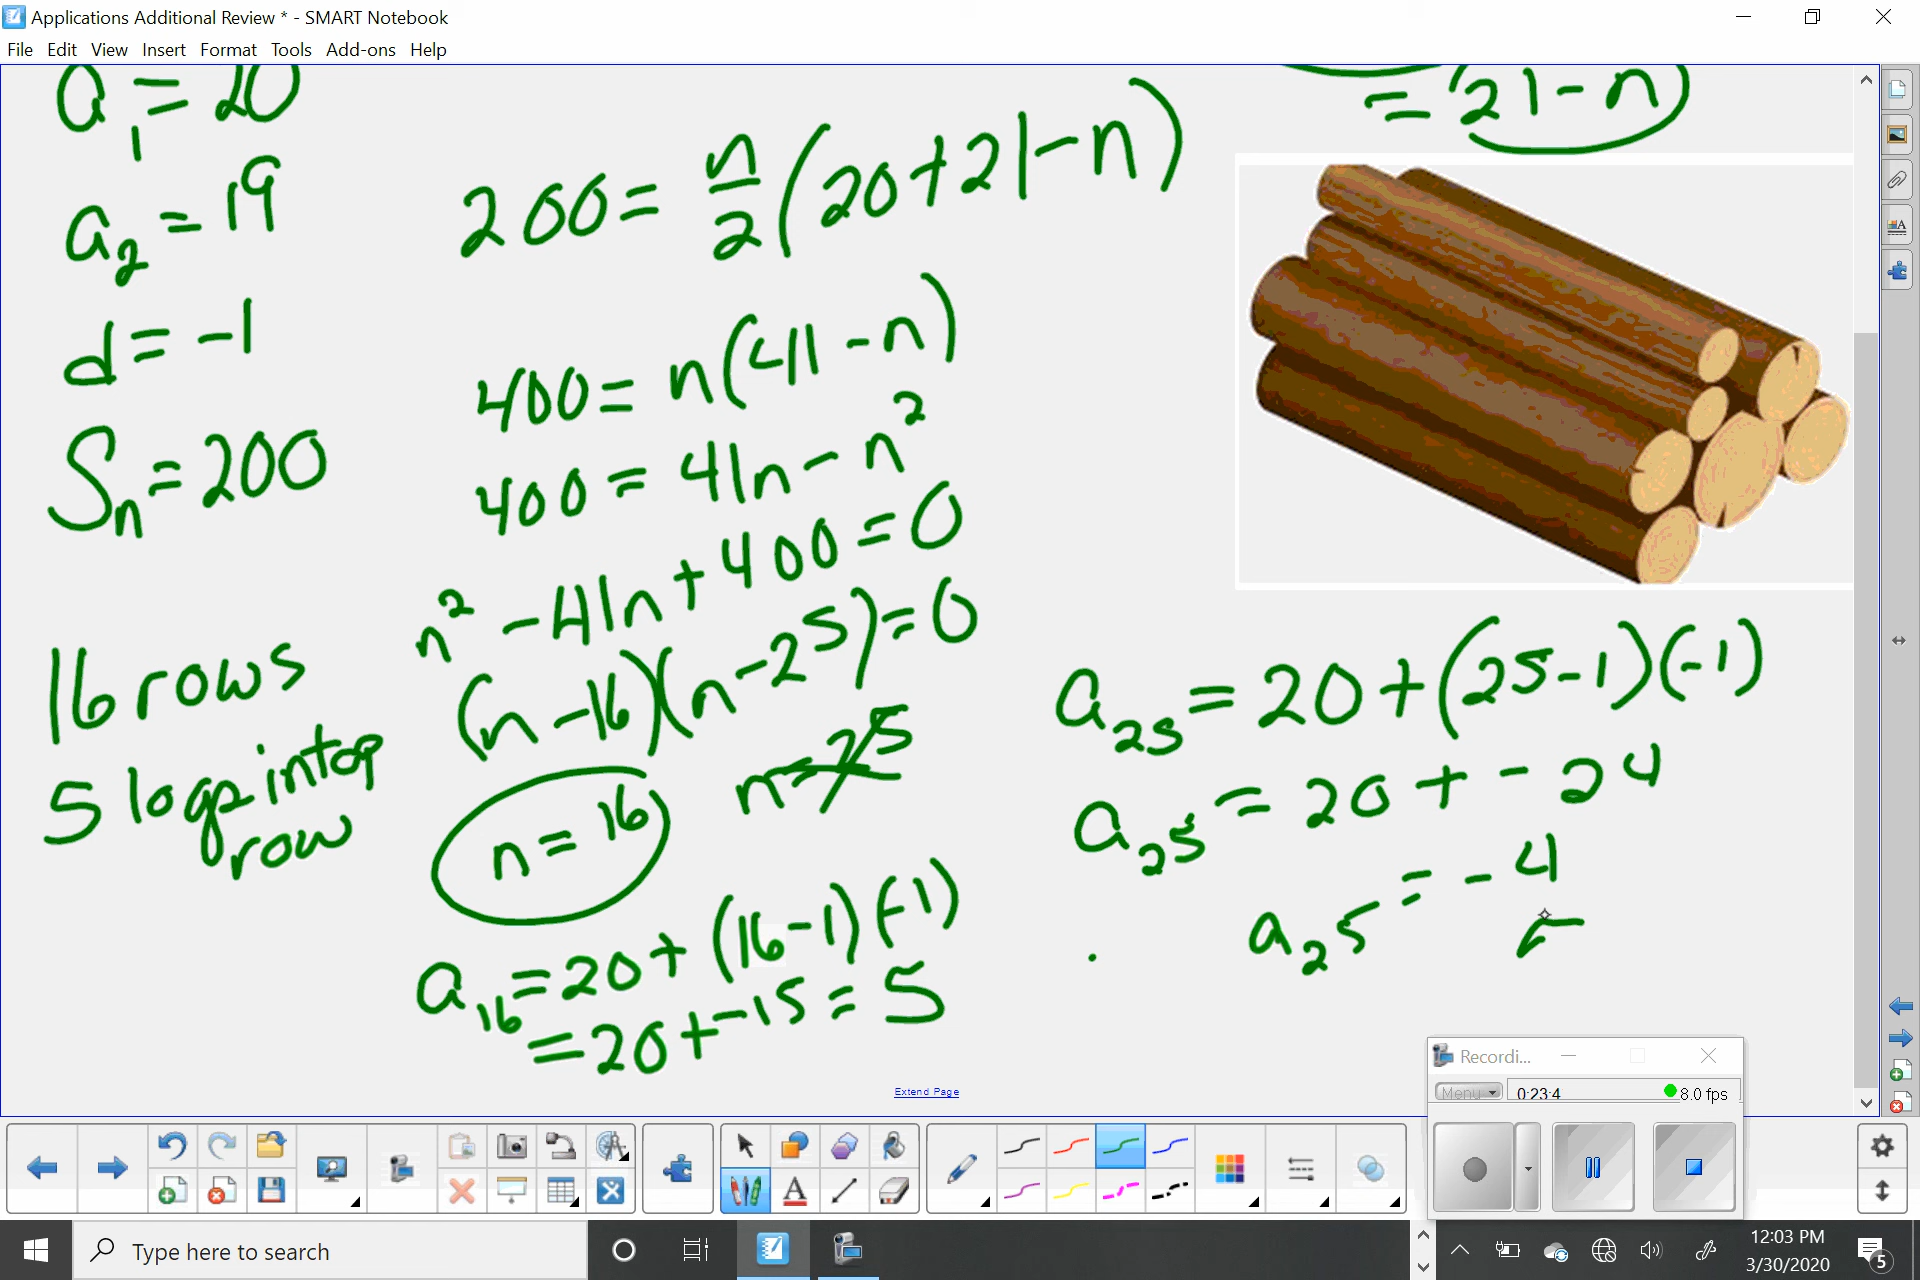 Applications Additional Review * - SMART Notebook
File Edit View Insert Format Tools Add-ons Help
a₁ = 20
a₂ = 19
d = -1
Sₙ = 200
16 rows
5 logs in top
row
200 = n/2 (20 + 21 - n)
400 = n(41 - n)
400 = 41n - n²
n² - 41n + 400 = 0
(n - 16)(n - 25) = 0
n = 16 n = 25
a₁₆ = 20 + (16 - 1)(-1)
= 20 + -15 = 5
= (21 - n)
a₂₅ = 20 + (25 - 1)(-1)
a₂₅ = 20 + - 24
a₂₅ = - 4
Extend Page
Recordi...
Menu
0:23:4
8.0 fps
Type here to search
12:03 PM
3/30/2020
5